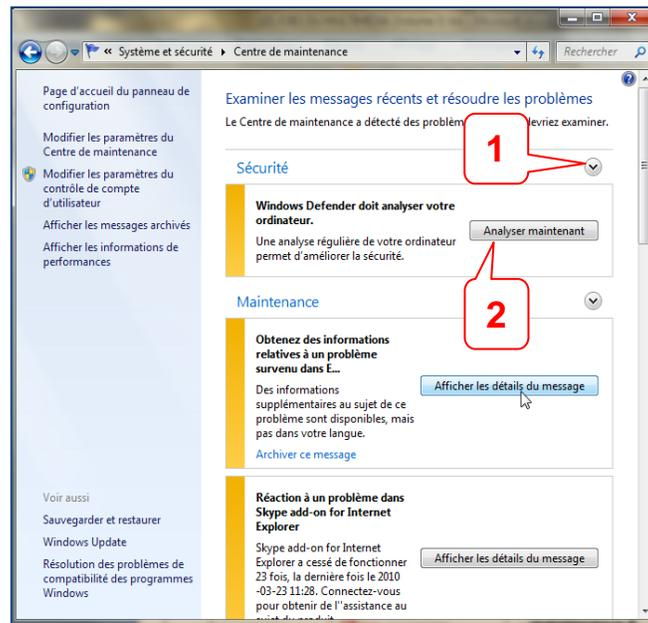 « Système et sécurité ▸ Centre de maintenance
Rechercher
Page d'accueil du panneau de
configuration
Modifier les paramètres du
Centre de maintenance
Modifier les paramètres du
contrôle de compte
d'utilisateur
Afficher les messages archivés
Afficher les informations de
performances
Voir aussi
Sauvegarder et restaurer
Windows Update
Résolution des problèmes de
compatibilité des programmes
Windows
Examiner les messages récents et résoudre les problèmes
Le Centre de maintenance a détecté des problèm devriez examiner.
1
Sécurité
Windows Defender doit analyser votre
ordinateur.
Une analyse régulière de votre ordinateur
permet d'améliorer la sécurité.
Analyser maintenant
2
Maintenance
Obtenez des informations
relatives à un problème
survenu dans E...
Des informations
supplémentaires au sujet de ce
problème sont disponibles, mais
pas dans votre langue.
Archiver ce message
Afficher les détails du message
Réaction à un problème dans
Skype add-on for Internet
Explorer
Skype add-on for Internet
Explorer a cessé de fonctionner
23 fois, la dernière fois le 2010
-03-23 11:28. Connectez-vous
pour obtenir de l''assistance au
sujet du produit
Afficher les détails du message